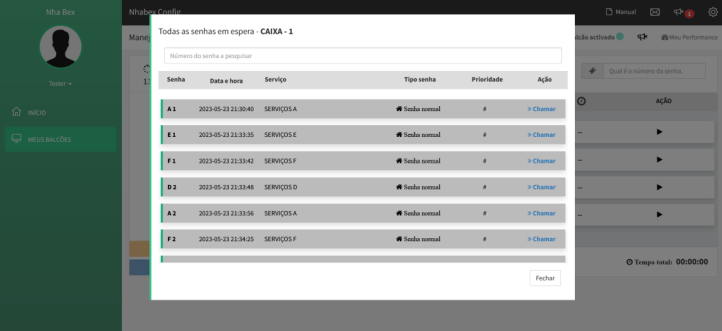 Nha Bex
Nhabex Config
Manual
1
Tester
INÍCIO
MEUS BALCÕES
Todas as senhas em espera - CAIXA - 1
Número do senha a pesquisar
Senha Data e hora Serviço Tipo senha Prioridade Ação
A 1 2023-05-23 21:30:40 SERVIÇOS A Senha normal # » Chamar
E 1 2023-05-23 21:33:35 SERVIÇOS E Senha normal # » Chamar
F 1 2023-05-23 21:33:42 SERVIÇOS F Senha normal # » Chamar
D 2 2023-05-23 21:33:48 SERVIÇOS D Senha normal # » Chamar
A 2 2023-05-23 21:33:56 SERVIÇOS A Senha normal # » Chamar
F 2 2023-05-23 21:34:25 SERVIÇOS F Senha normal # » Chamar
Fechar
activado
Meu Performance
Qual é o número da senha.
AÇÃO
--
--
--
Tempo total: 00:00:00